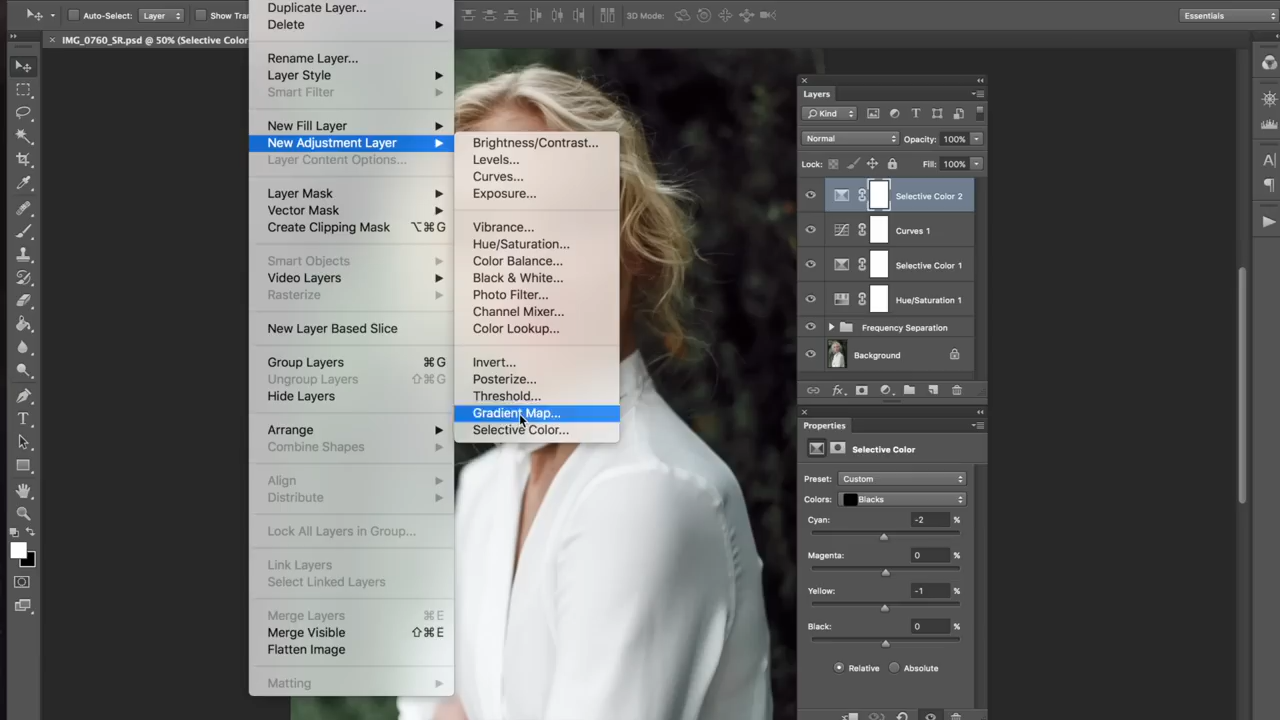 Auto-Select:
Layer
Show Tra
3D Mode:
Essentials
IMG_0760_SR.psd @ 50% (Selective Color
Duplicate Layer...
Delete
Rename Layer...
Layer Style
Smart Filter
New Fill Layer
New Adjustment Layer
Layer Content Options...
Layer Mask
Vector Mask
Create Clipping Mask ⌥⌘G
Smart Objects
Video Layers
Rasterize
New Layer Based Slice
Group Layers ⌘G
Ungroup Layers ⇧⌘G
Hide Layers
Arrange
Combine Shapes
Align
Distribute
Lock All Layers in Group...
Link Layers
Select Linked Layers
Merge Layers ⌘E
Merge Visible ⇧⌘E
Flatten Image
Matting
Brightness/Contrast...
Levels...
Curves...
Exposure...
Vibrance...
Hue/Saturation...
Color Balance...
Black & White...
Photo Filter...
Channel Mixer...
Color Lookup...
Invert...
Posterize...
Threshold...
Gradient Map...
Selective Color...
Layers
Kind
Normal Opacity: 100%
Lock: Fill: 100%
Selective Color 2
Curves 1
Selective Color 1
Hue/Saturation 1
Frequency Separation
Background
fx
Properties
Selective Color
Preset: Custom
Colors: Blacks
Cyan: -2 %
Magenta: 0 %
Yellow: -1 %
Black: 0 %
Relative Absolute